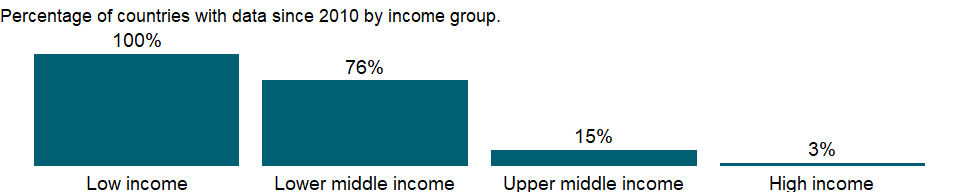 Percentage of countries with data since 2010 by income group.
100%
76%
15%
3%
Low income
Lower middle income
Upper middle income
High income